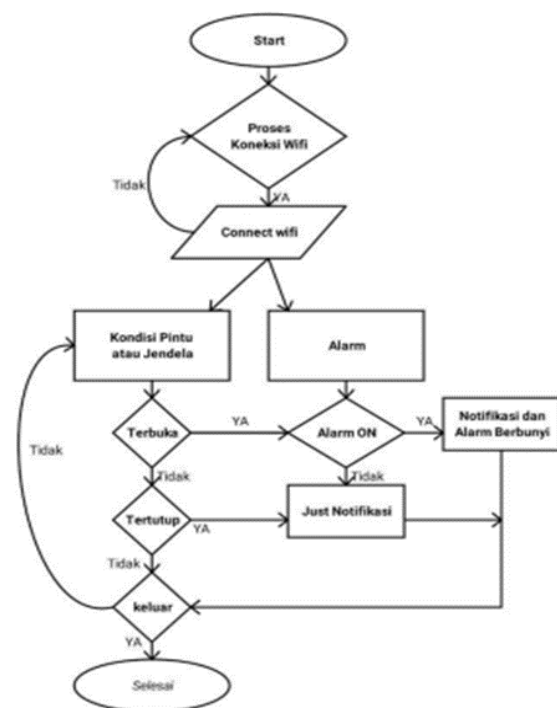 Start
Proses
Koneksi Wifi
Tidak
YA
Connect wifi
Kondisi Pintu
atau Jendela
Alarm
Terbuka
YA
Alarm ON
YA
Notifikasi dan
Alarm Berbunyi
Tidak
Tidak
Tidak
Tertutup
YA
Just Notifikasi
Tidak
keluar
YA
Selesai